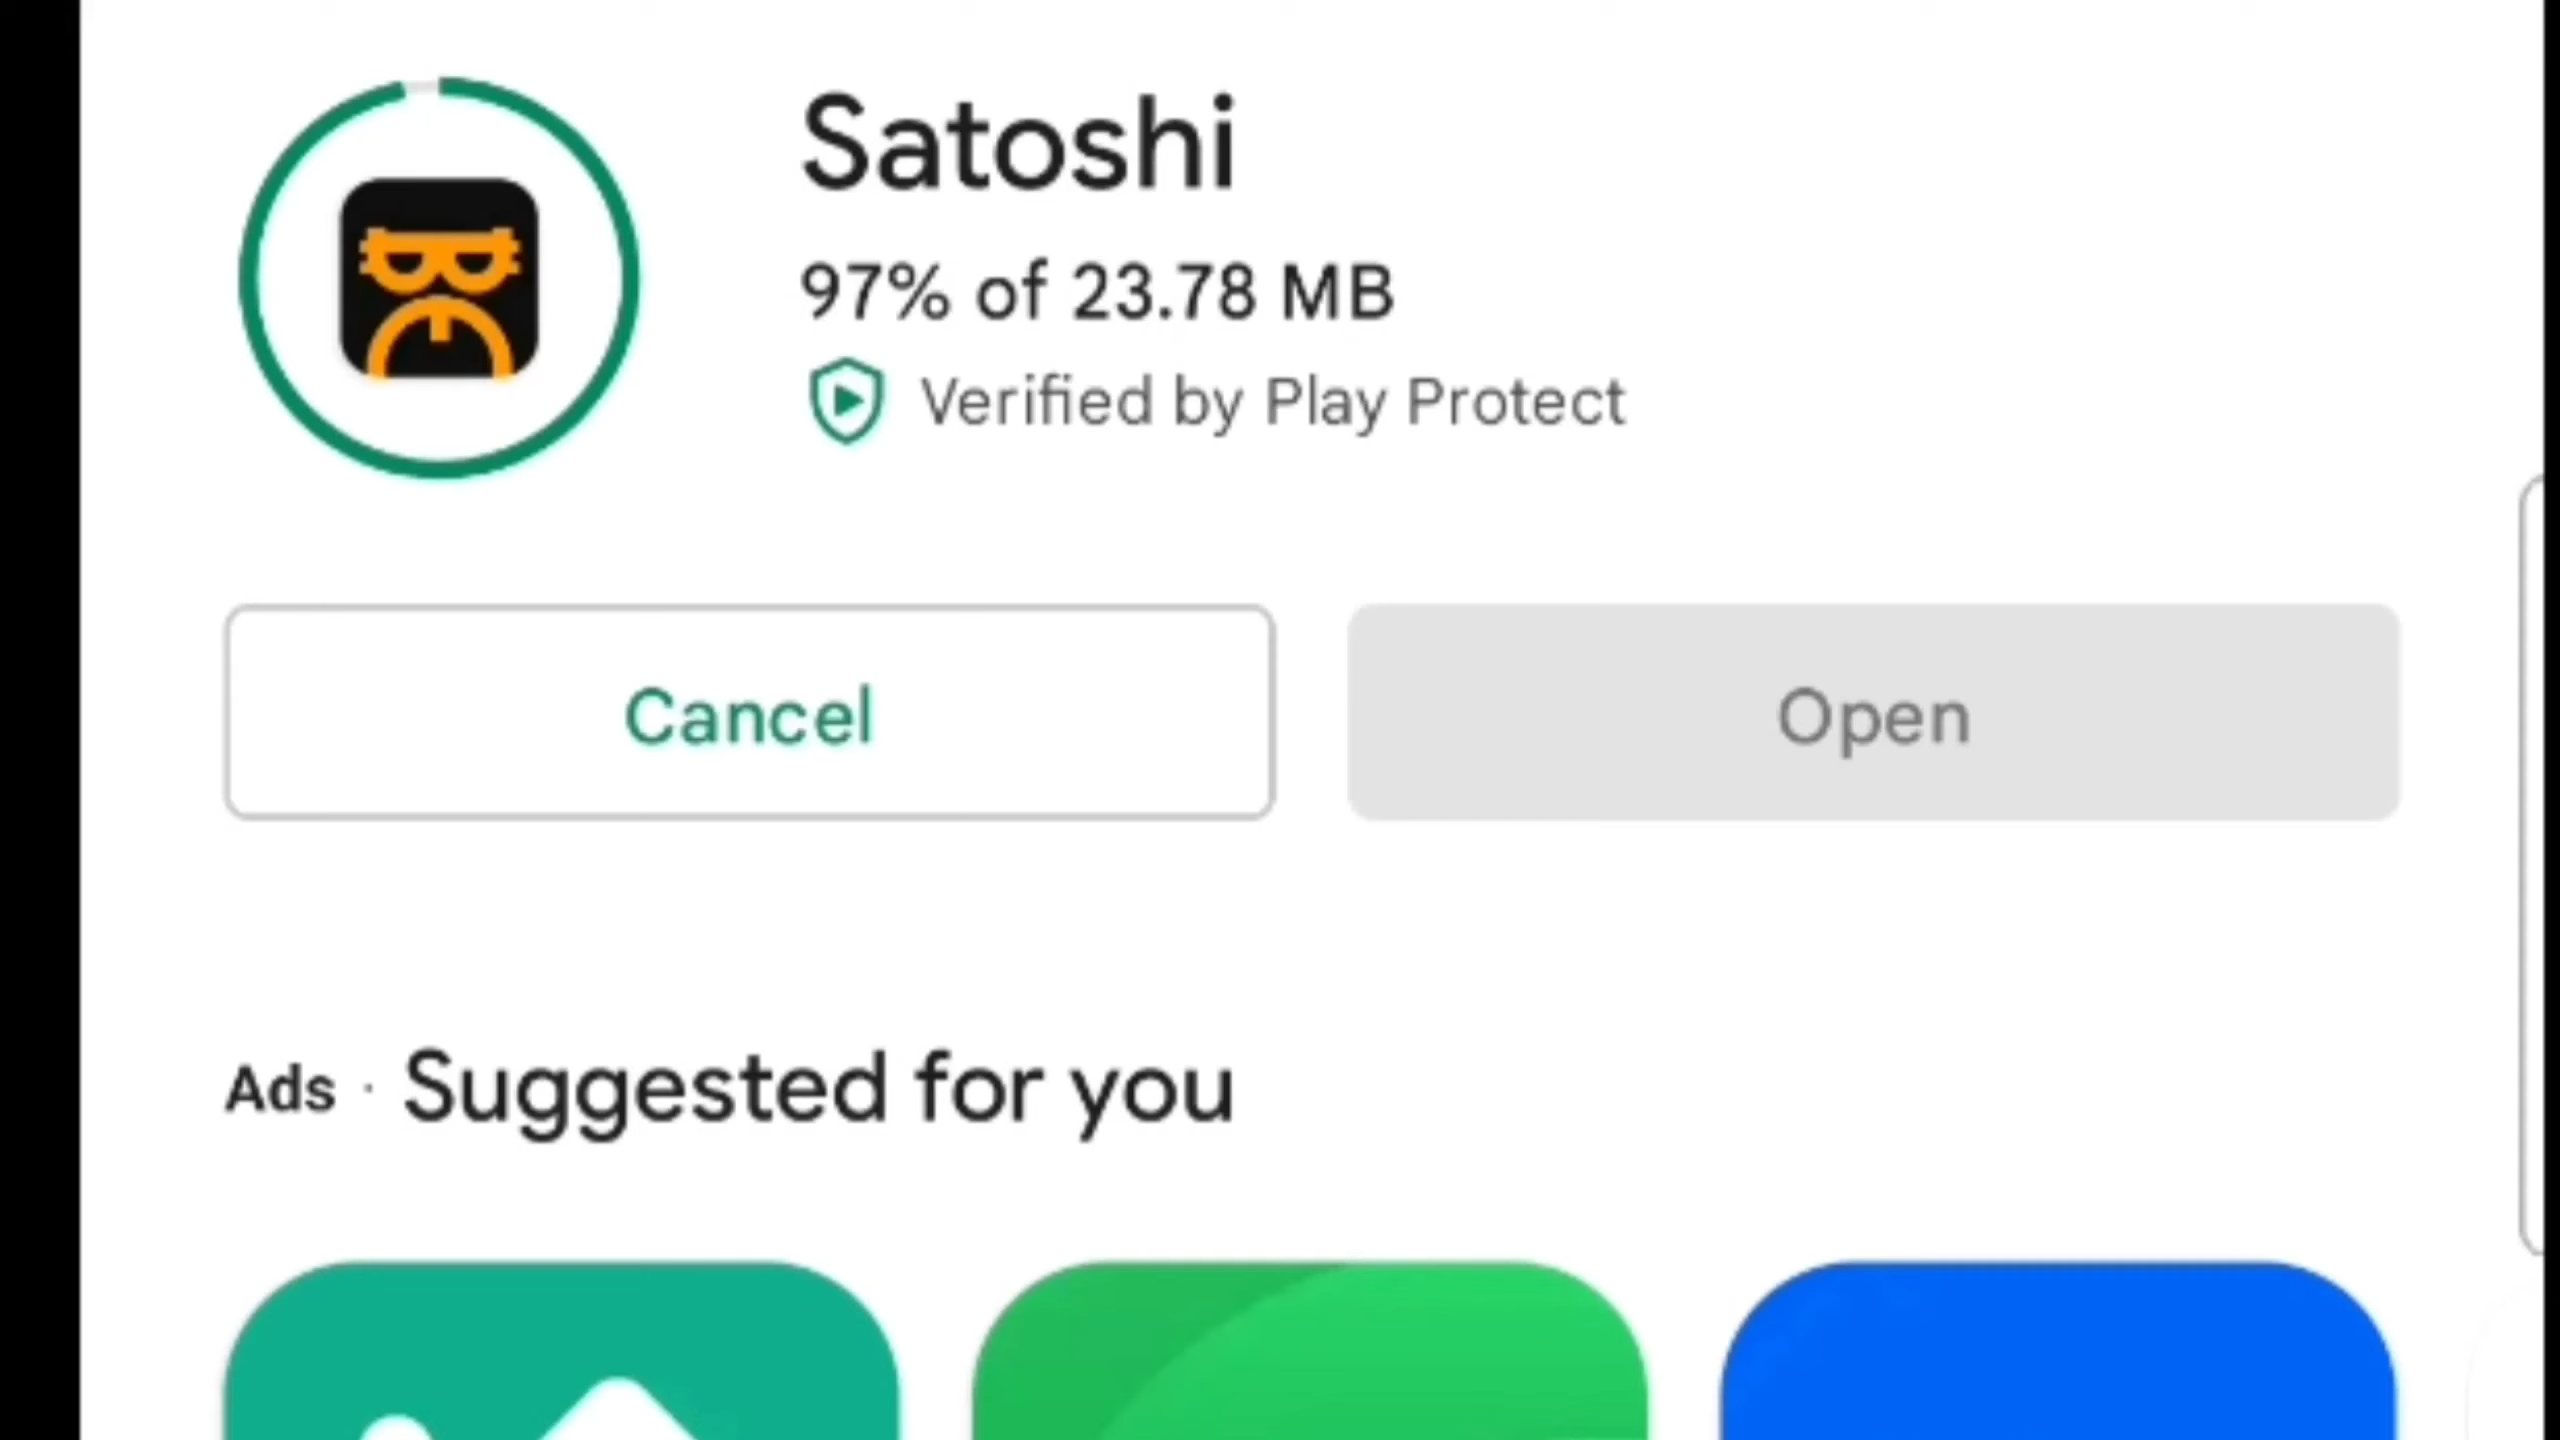 Satoshi
97% of 23.78 MB
Verified by Play Protect
Cancel
Open
Ads · Suggested for you